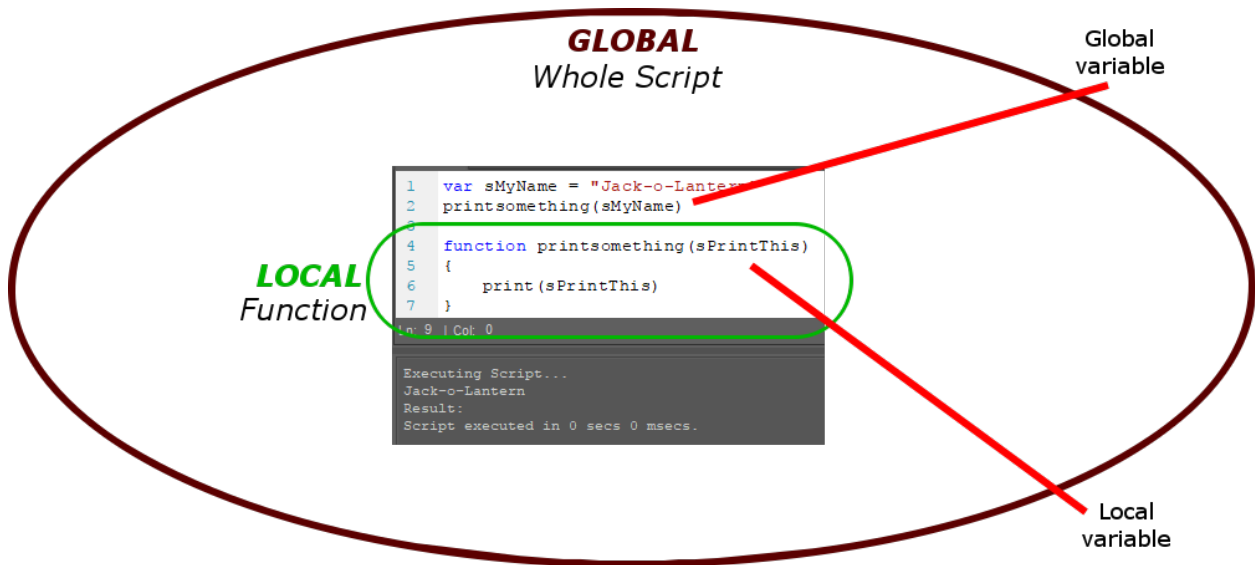 GLOBAL
Whole Script
Global
variable
1 var sMyName = "Jack-o-Lantern"
2 printsomething(sMyName)
3
4 function printsomething(sPrintThis)
5 {
6 print(sPrintThis)
7 }
Ln: 9 | Col: 0
LOCAL
Function
Executing Script...
Jack-o-Lantern
Result:
Script executed in 0 secs 0 msecs.
Local
variable